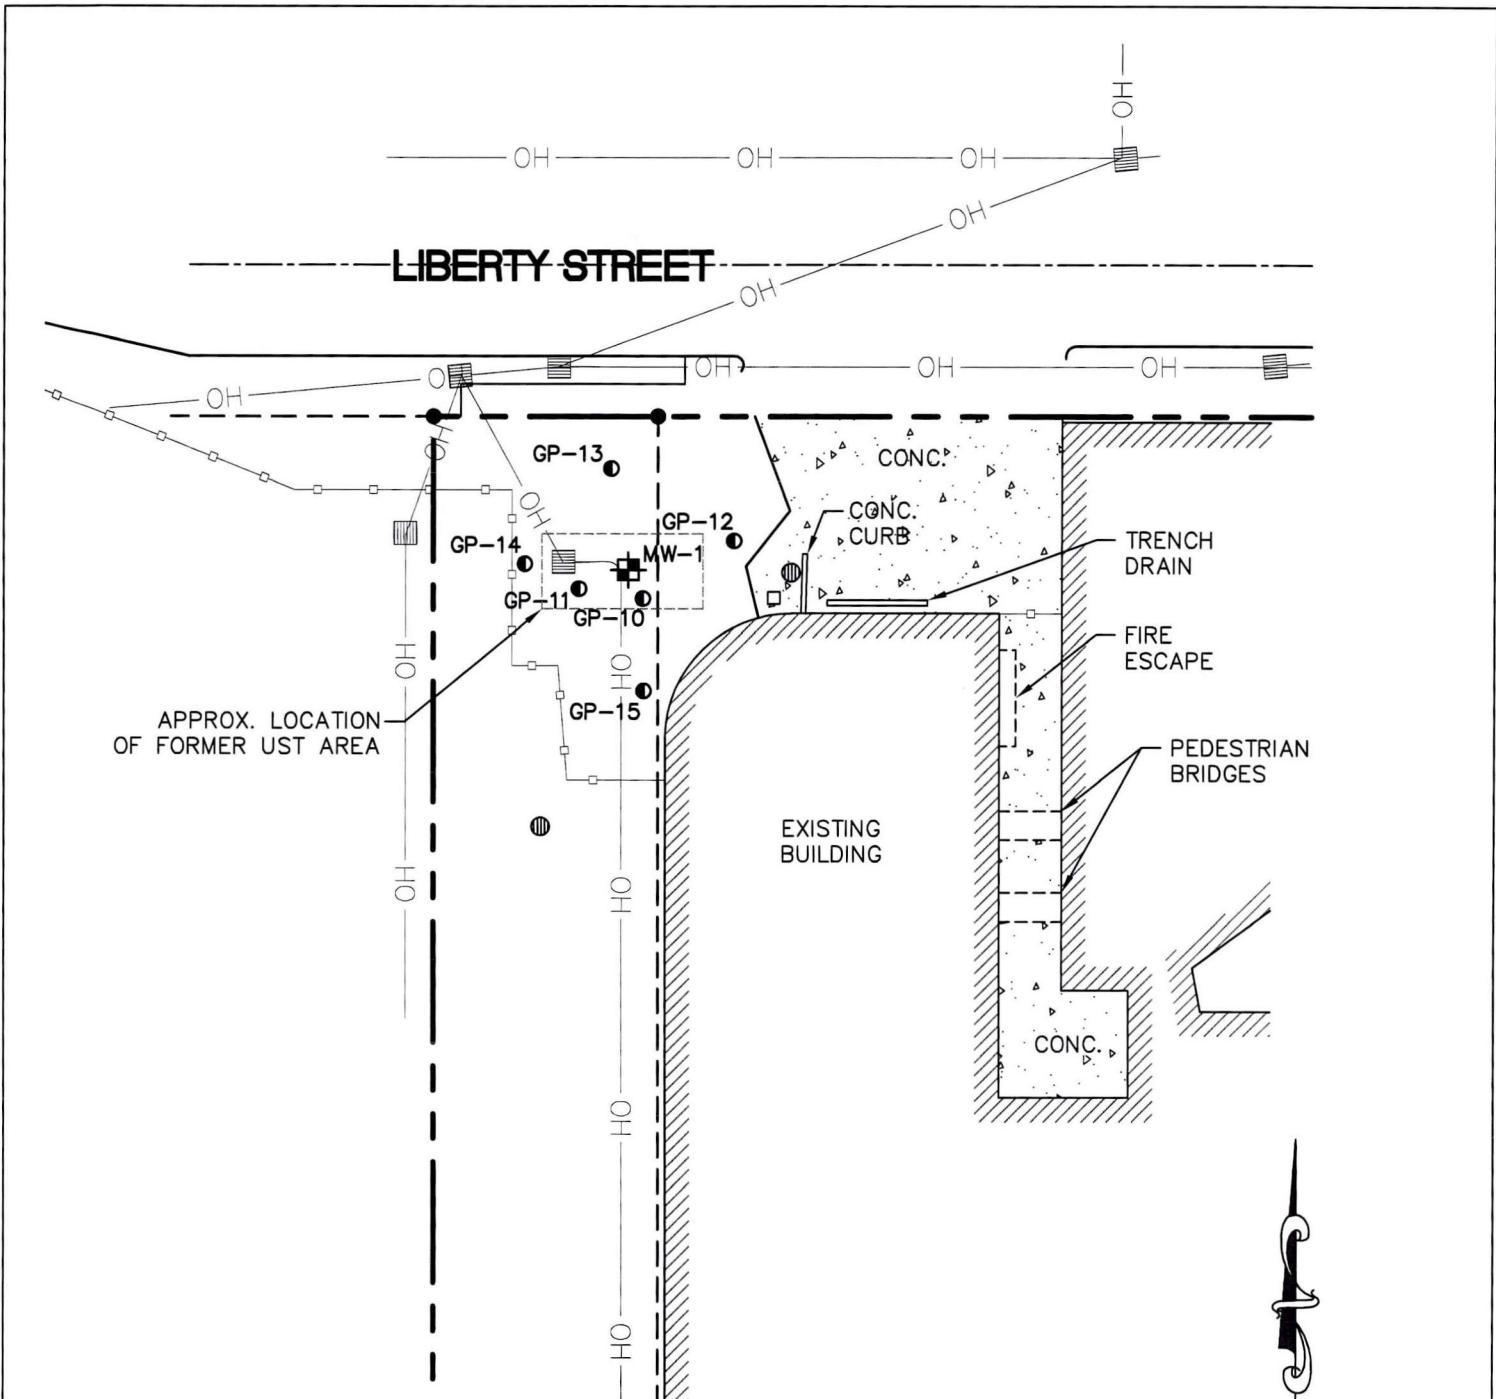 OH
OH OH OH
OH
LIBERTY STREET
OH
OH OH OH
OH
O
OH
GP-13
CONC.
OH
CONC.
CURB
GP-12
TRENCH
DRAIN
GP-14
MW-1
GP-11
GP-10
FIRE
ESCAPE
OH
OH
GP-15
APPROX. LOCATION
OF FORMER UST AREA
PEDESTRIAN
BRIDGES
EXISTING
BUILDING
OH
OH
CONC.
OH
OH